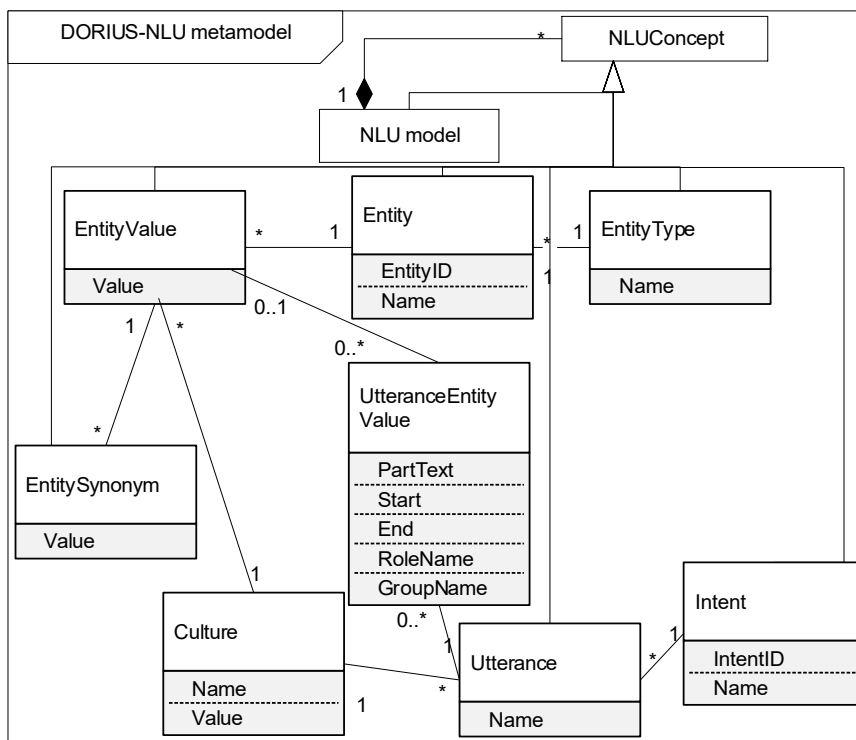 DORIUS-NLU metamodel
NLUConcept
*
1
NLU model
EntityValue
Value
*
1
Entity
EntityID
Name
*
1
1
EntityType
Name
0..1
0..*
1
*
*
EntitySynonym
Value
UtteranceEntity
Value
PartText
Start
End
RoleName
GroupName
0..*
1
1
Culture
Name
Value
1
*
Utterance
Name
*
1
Intent
IntentID
Name